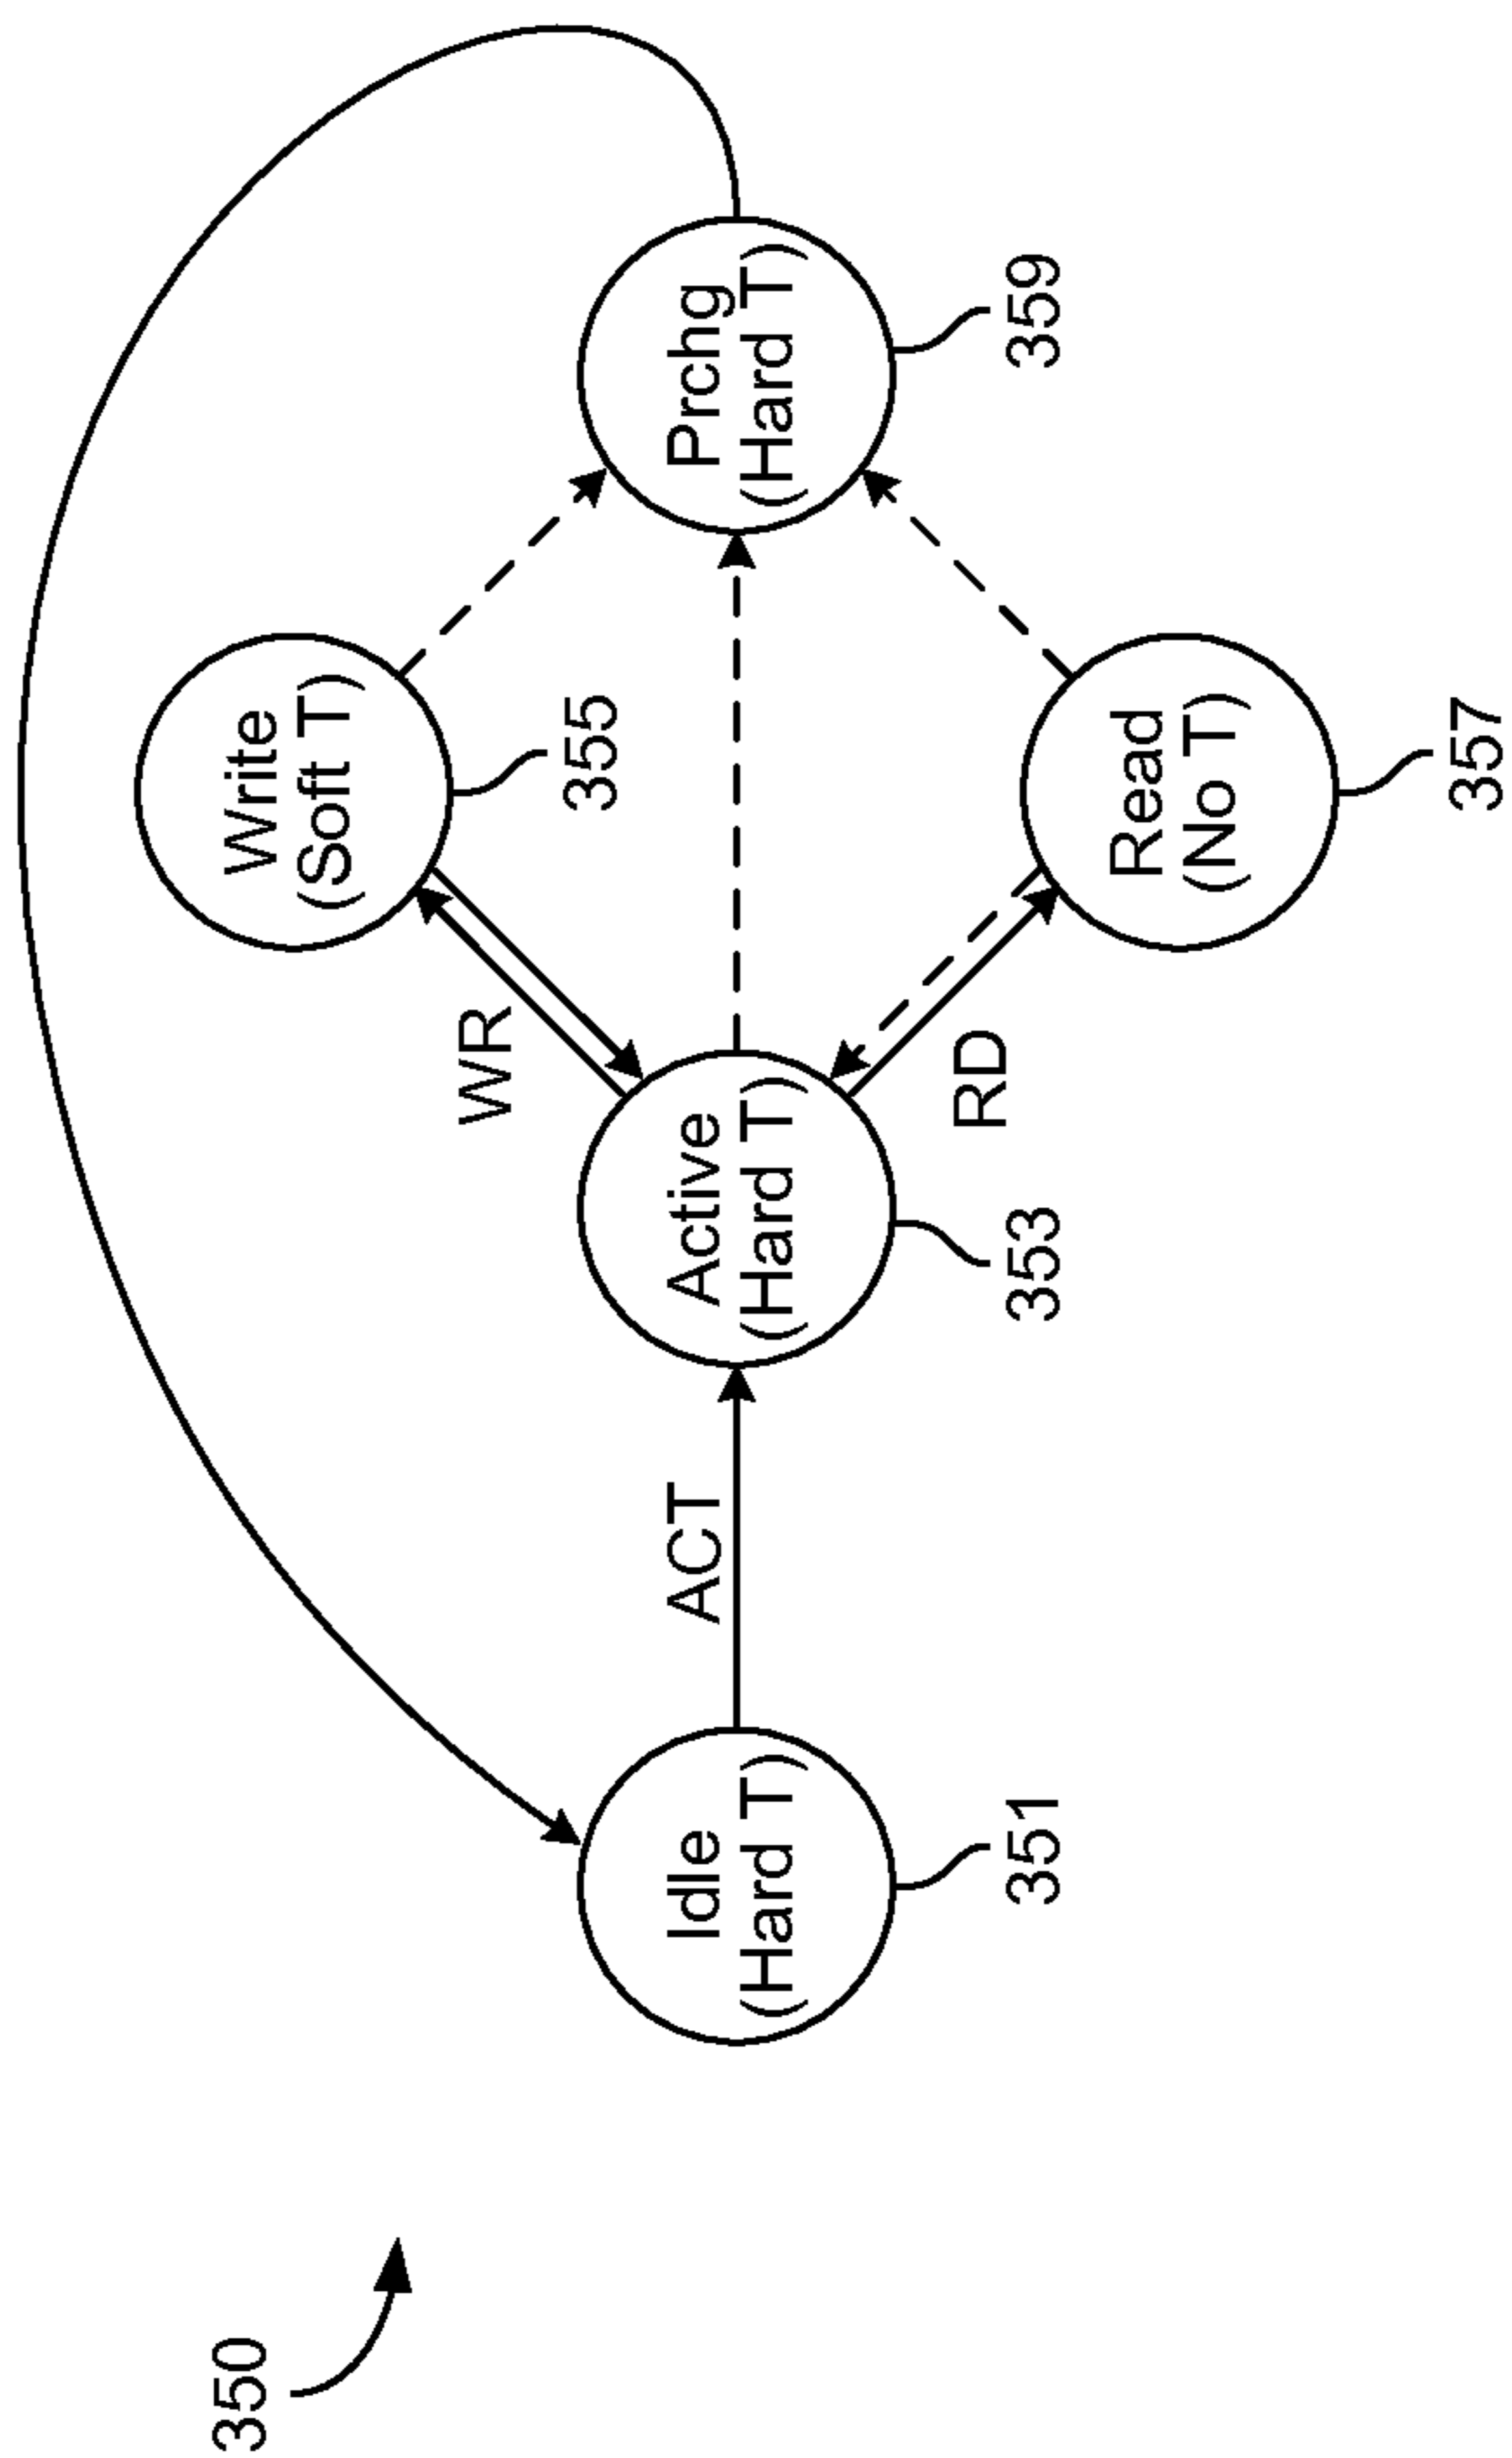 350
Write
(Soft T)
355
WR
Idle
(Hard T)
351
ACT
Active
(Hard T)
353
Prchg
(Hard T)
359
RD
Read
(No T)
357